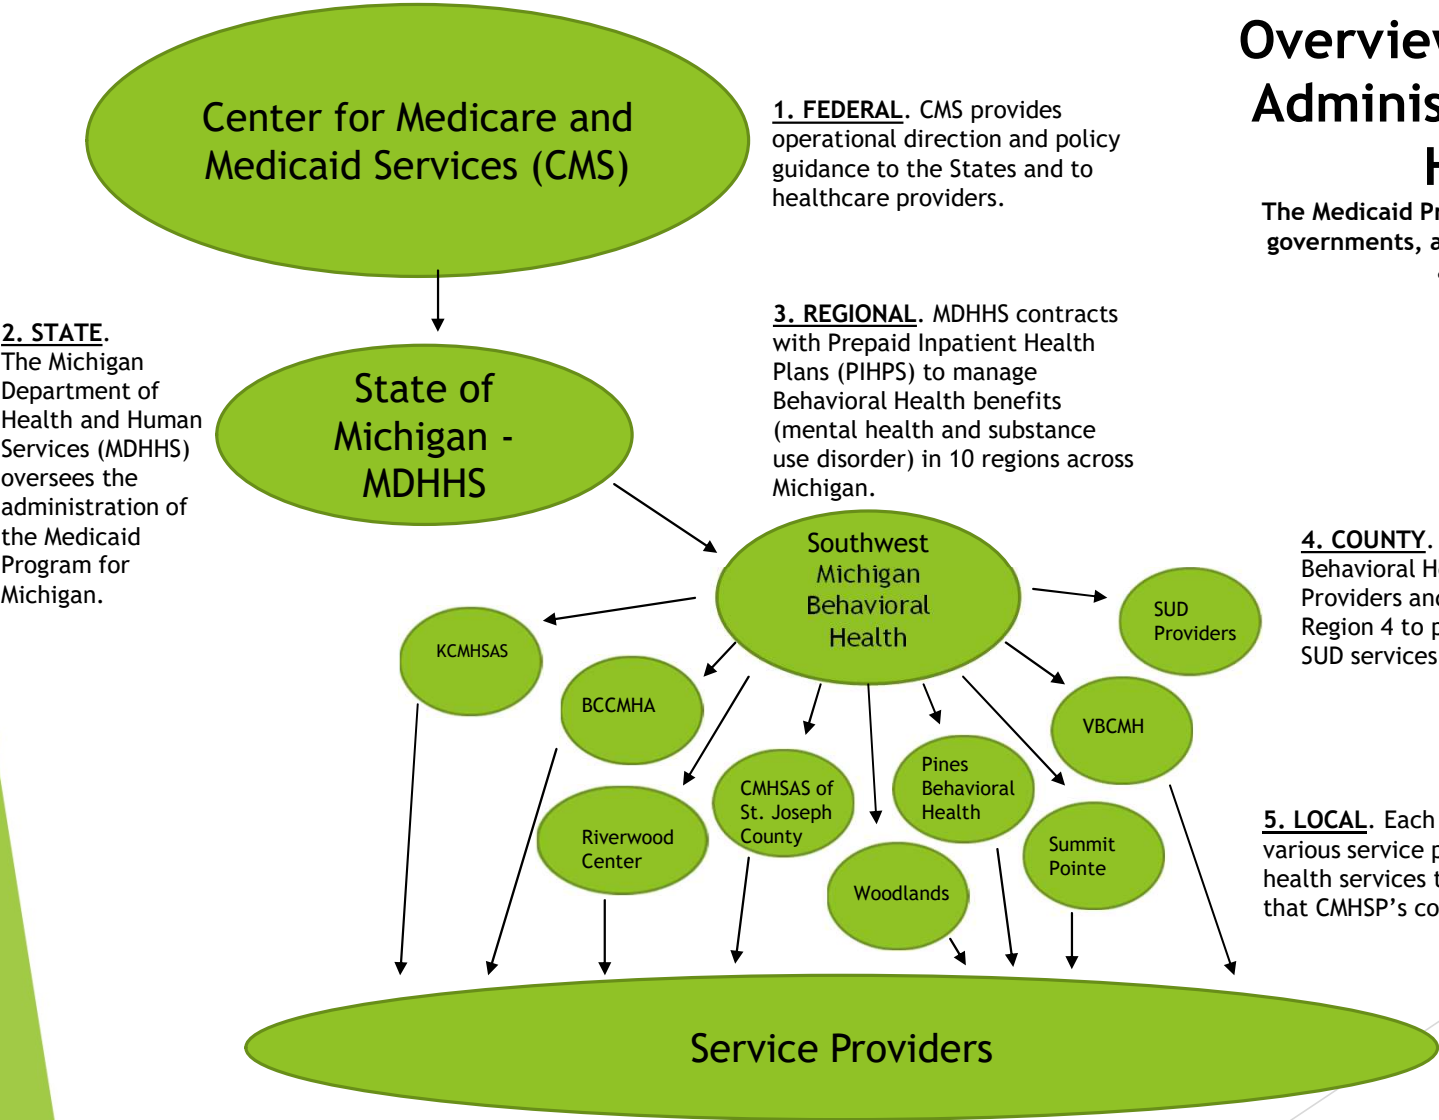 Center for Medicare and
Medicaid Services (CMS)
1. FEDERAL. CMS provides
operational direction and policy
guidance to the States and to
healthcare providers.
The Medicaid
governments,
2. STATE.
The Michigan
Department of
Health and Human
Services (MDHHS)
oversees the
administration of
the Medicaid
Program for
Michigan.
State of
Michigan -
MDHHS
3. REGIONAL. MDHHS contracts
with Prepaid Inpatient Health
Plans (PIHPS) to manage
Behavioral Health benefits
(mental health and substance
use disorder) in 10 regions across
Michigan.
Southwest
Michigan
Behavioral
Health
4. COUNTY.
Behavioral
Providers
Region 4 to
SUD services
SUD
Providers
KCMHSAS
BCCMHA
VBCMH
Riverwood
Center
CMHSAS of
St. Joseph
County
Pines
Behavioral
Health
Woodlands
Summit
Pointe
5. LOCAL. Each
various service
health services
that CMHSP's
Service Providers